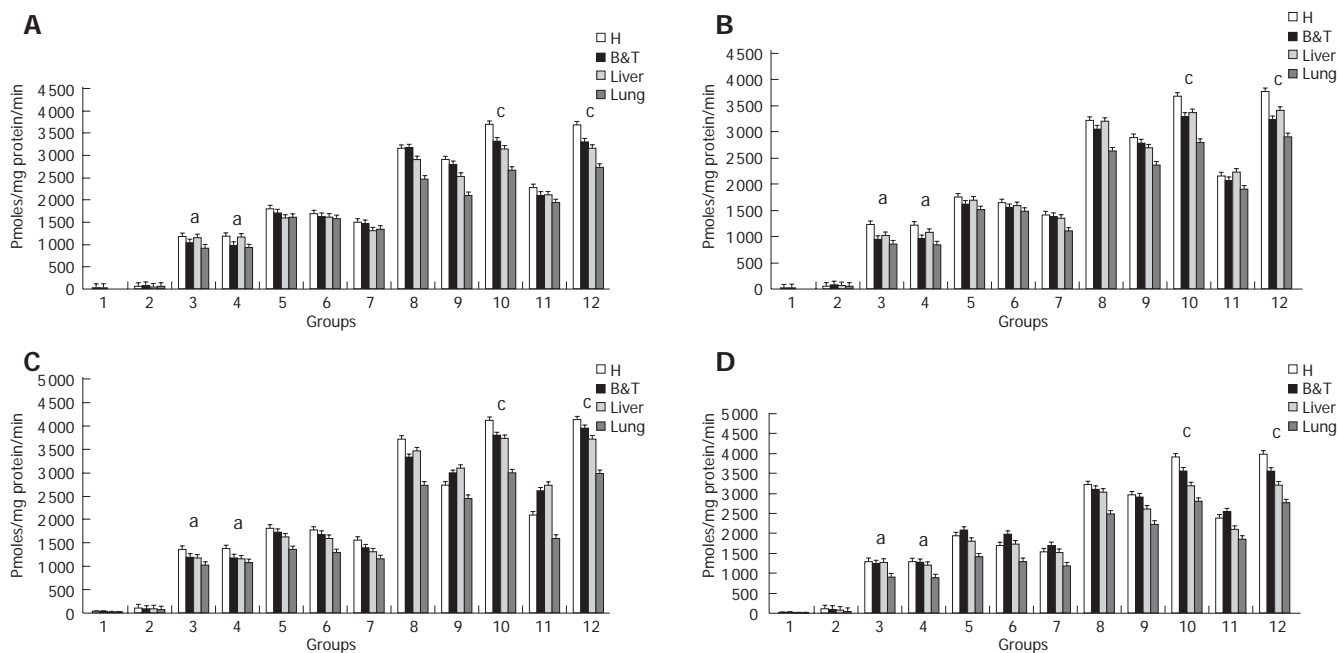 A
H
B&T
Liver
Lung
Pmoles/mg protein/min
4 500
4 000
3 500
3 000
2 500
2 000
1 500
1 000
500
0
a a c c
1 2 3 4 5 6 7 8 9 10 11 12
Groups
B
H
B&T
Liver
Lung
Pmoles/mg protein/min
4 500
4 000
3 500
3 000
2 500
2 000
1 500
1 000
500
0
a a c c
1 2 3 4 5 6 7 8 9 10 11 12
Groups
C
H
B&T
Liver
Lung
Pmoles/mg protein/min
5 000
4 500
4 000
3 500
3 000
2 500
2 000
1 500
1 000
500
0
a a c c
1 2 3 4 5 6 7 8 9 10 11 12
Groups
D
H
B&T
Liver
Lung
Pmoles/mg protein/min
5 000
4 500
4 000
3 500
3 000
2 500
2 000
1 500
1 000
500
0
a a c c
1 2 3 4 5 6 7 8 9 10 11 12
Groups